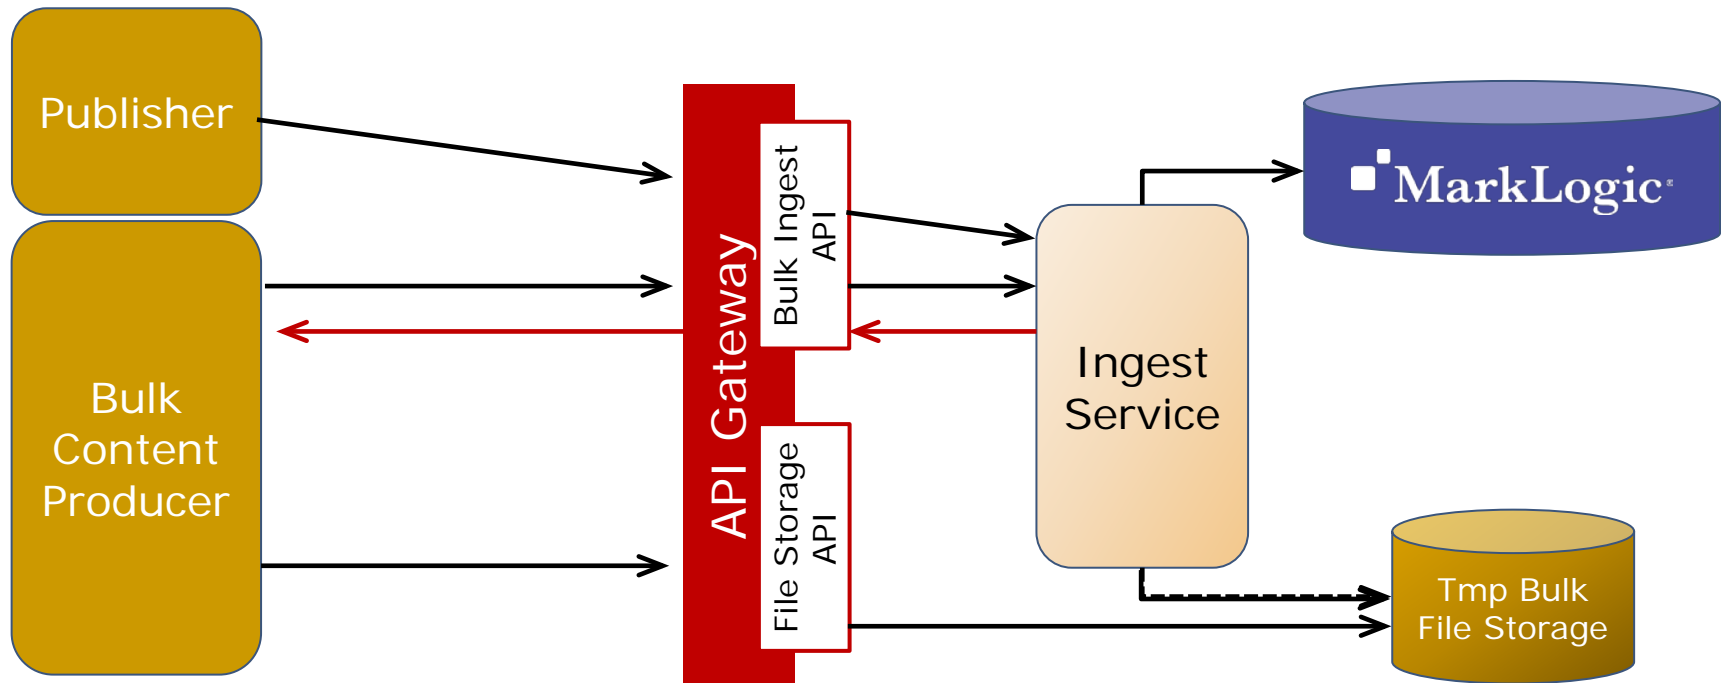 Publisher
Bulk
Content
Producer
API Gateway
Bulk Ingest
API
File Storage
API
Ingest
Service
MarkLogic®
Tmp Bulk
File Storage